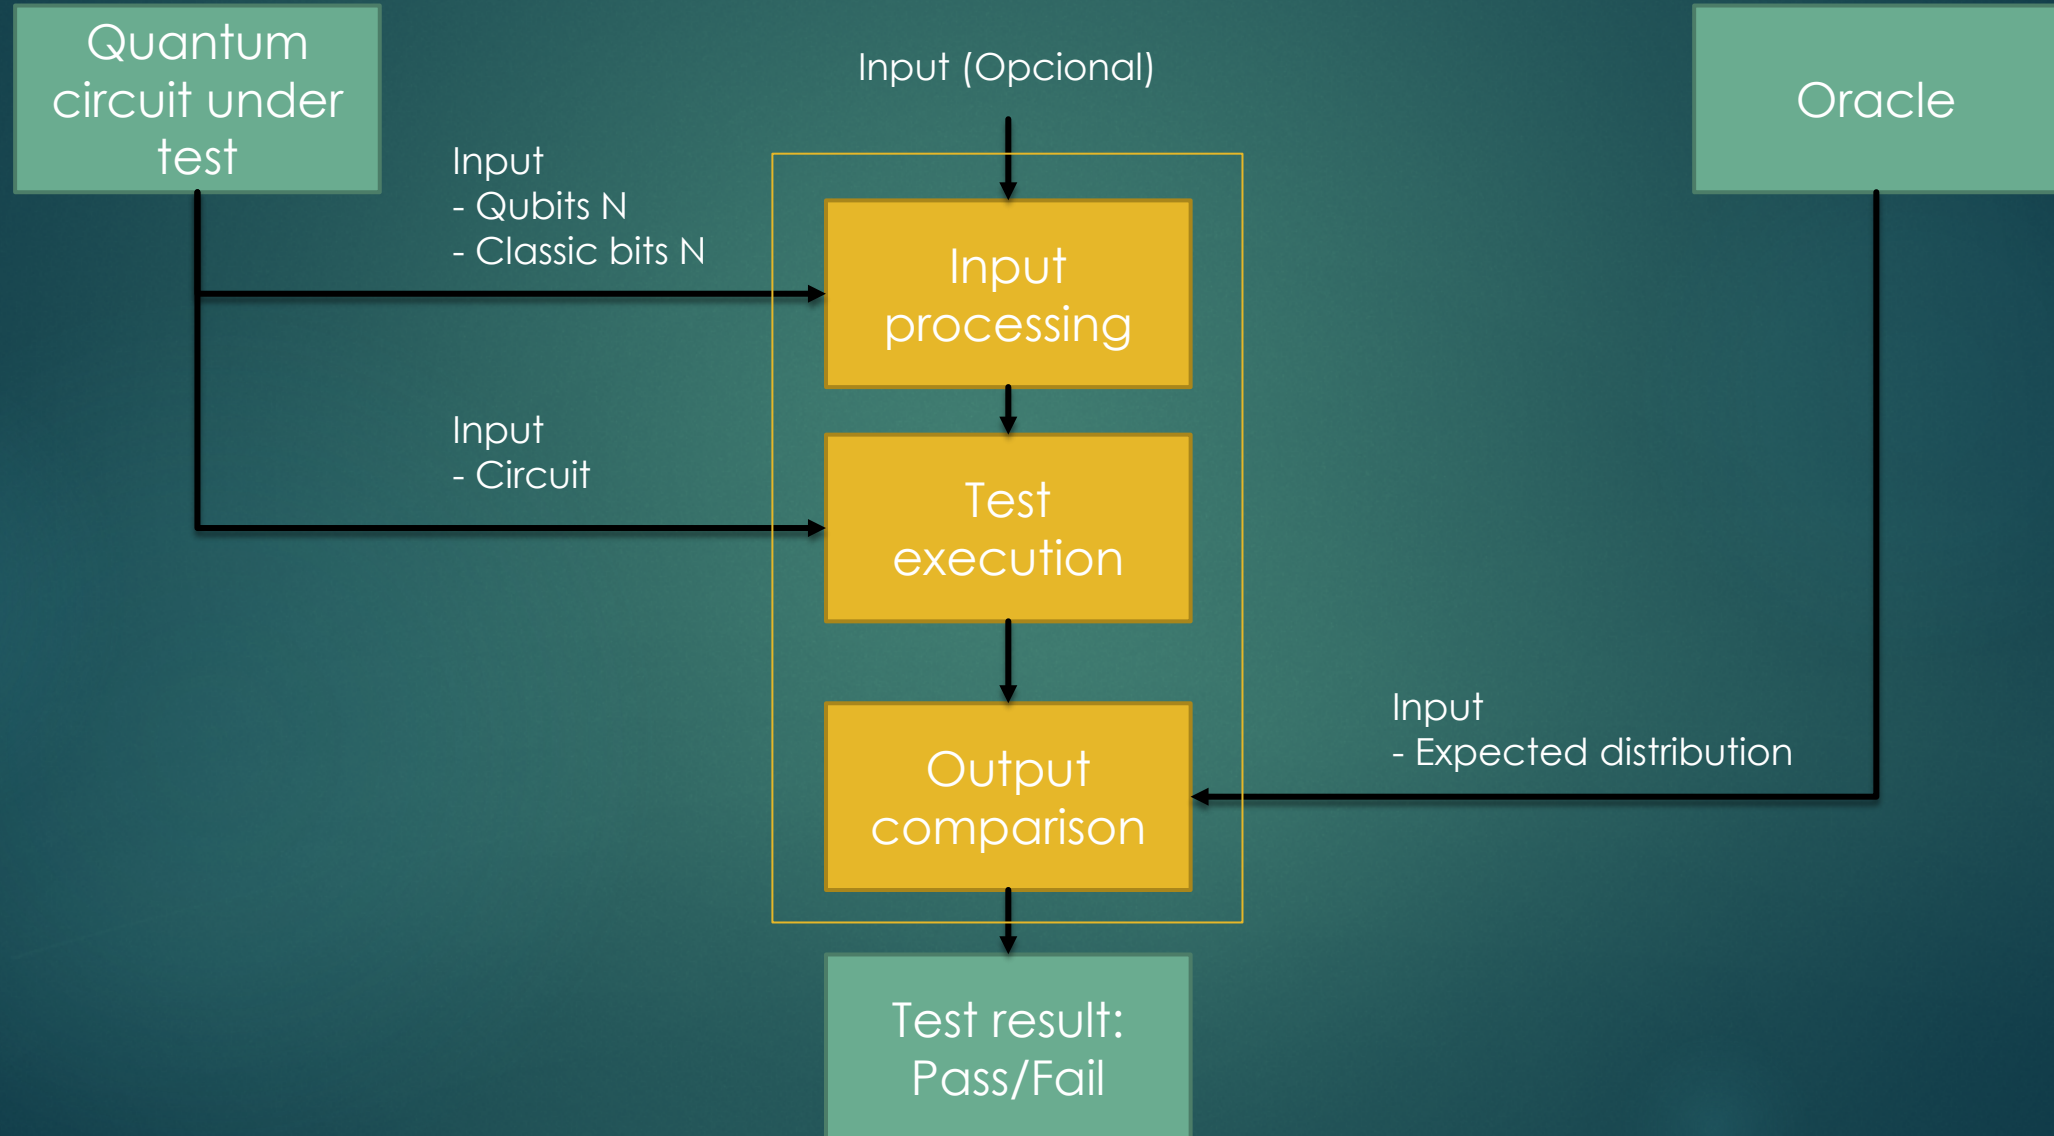 Quantum
circuit under
test
Input (Opcional)
Oracle
Input
- Qubits N
- Classic bits N
Input
processing
Input
- Circuit
Test
execution
Input
- Expected distribution
Output
comparison
Test result:
Pass/Fail